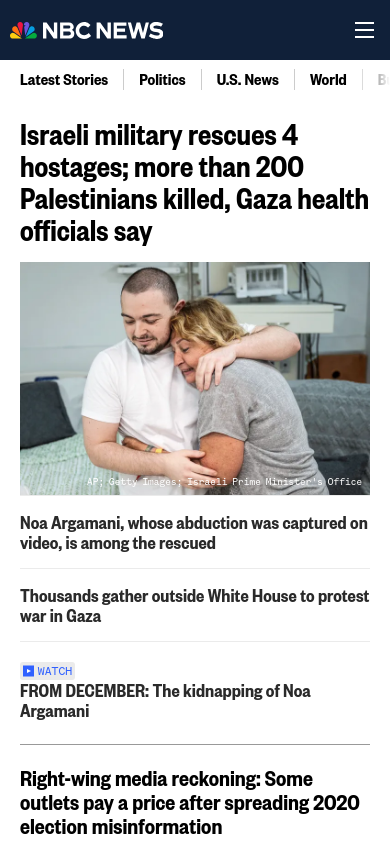 NBC NEWS
Latest Stories
Politics
U.S. News
World
Israeli military rescues 4
hostages; more than 200
Palestinians killed, Gaza health
officials say
AP; Getty Images; Israeli Prime Minister's Office
Noa Argamani, whose abduction was captured on
video, is among the rescued
Thousands gather outside White House to protest
war in Gaza
WATCH
FROM DECEMBER: The kidnapping of Noa
Argamani
Right-wing media reckoning: Some
outlets pay a price after spreading 2020
election misinformation